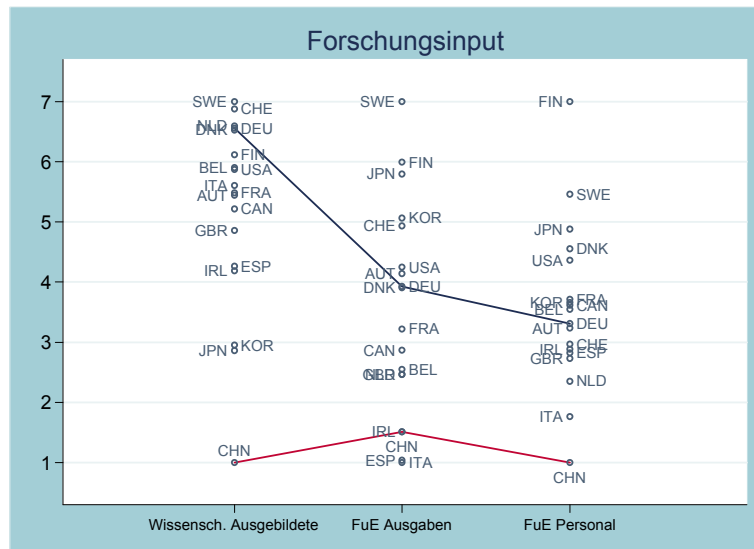 Forschungsinput
7
6
5
4
3
2
1
SWE
CHE
NLD
DNK
DEU
FIN
BEL
USA
ITA
FRA
AUT
CAN
GBR
ESP
IRL
KOR
JPN
CHN
SWE
FIN
JPN
KOR
CHE
USA
AUT
DEU
DNK
FRA
CAN
BEL
NLD
GBR
IRL
CHN
ESP
ITA
FIN
SWE
JPN
DNK
USA
FRA
KOR
CAN
BEL
DEU
AUT
CHE
IRL
ESP
GBR
NLD
ITA
CHN
Wissensch. Ausgebildete
FuE Ausgaben
FuE Personal